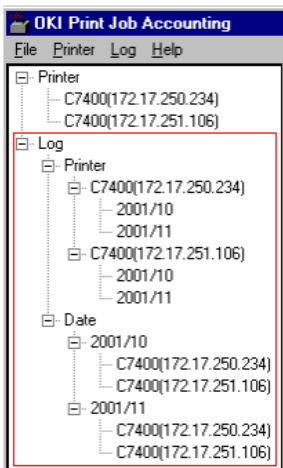 OKI Print Job Accounting
File Printer Log Help
Printer
C7400(172.17.250.234)
C7400(172.17.251.106)
Log
Printer
C7400(172.17.250.234)
2001/10
2001/11
C7400(172.17.251.106)
2001/10
2001/11
Date
2001/10
C7400(172.17.250.234)
C7400(172.17.251.106)
2001/11
C7400(172.17.250.234)
C7400(172.17.251.106)